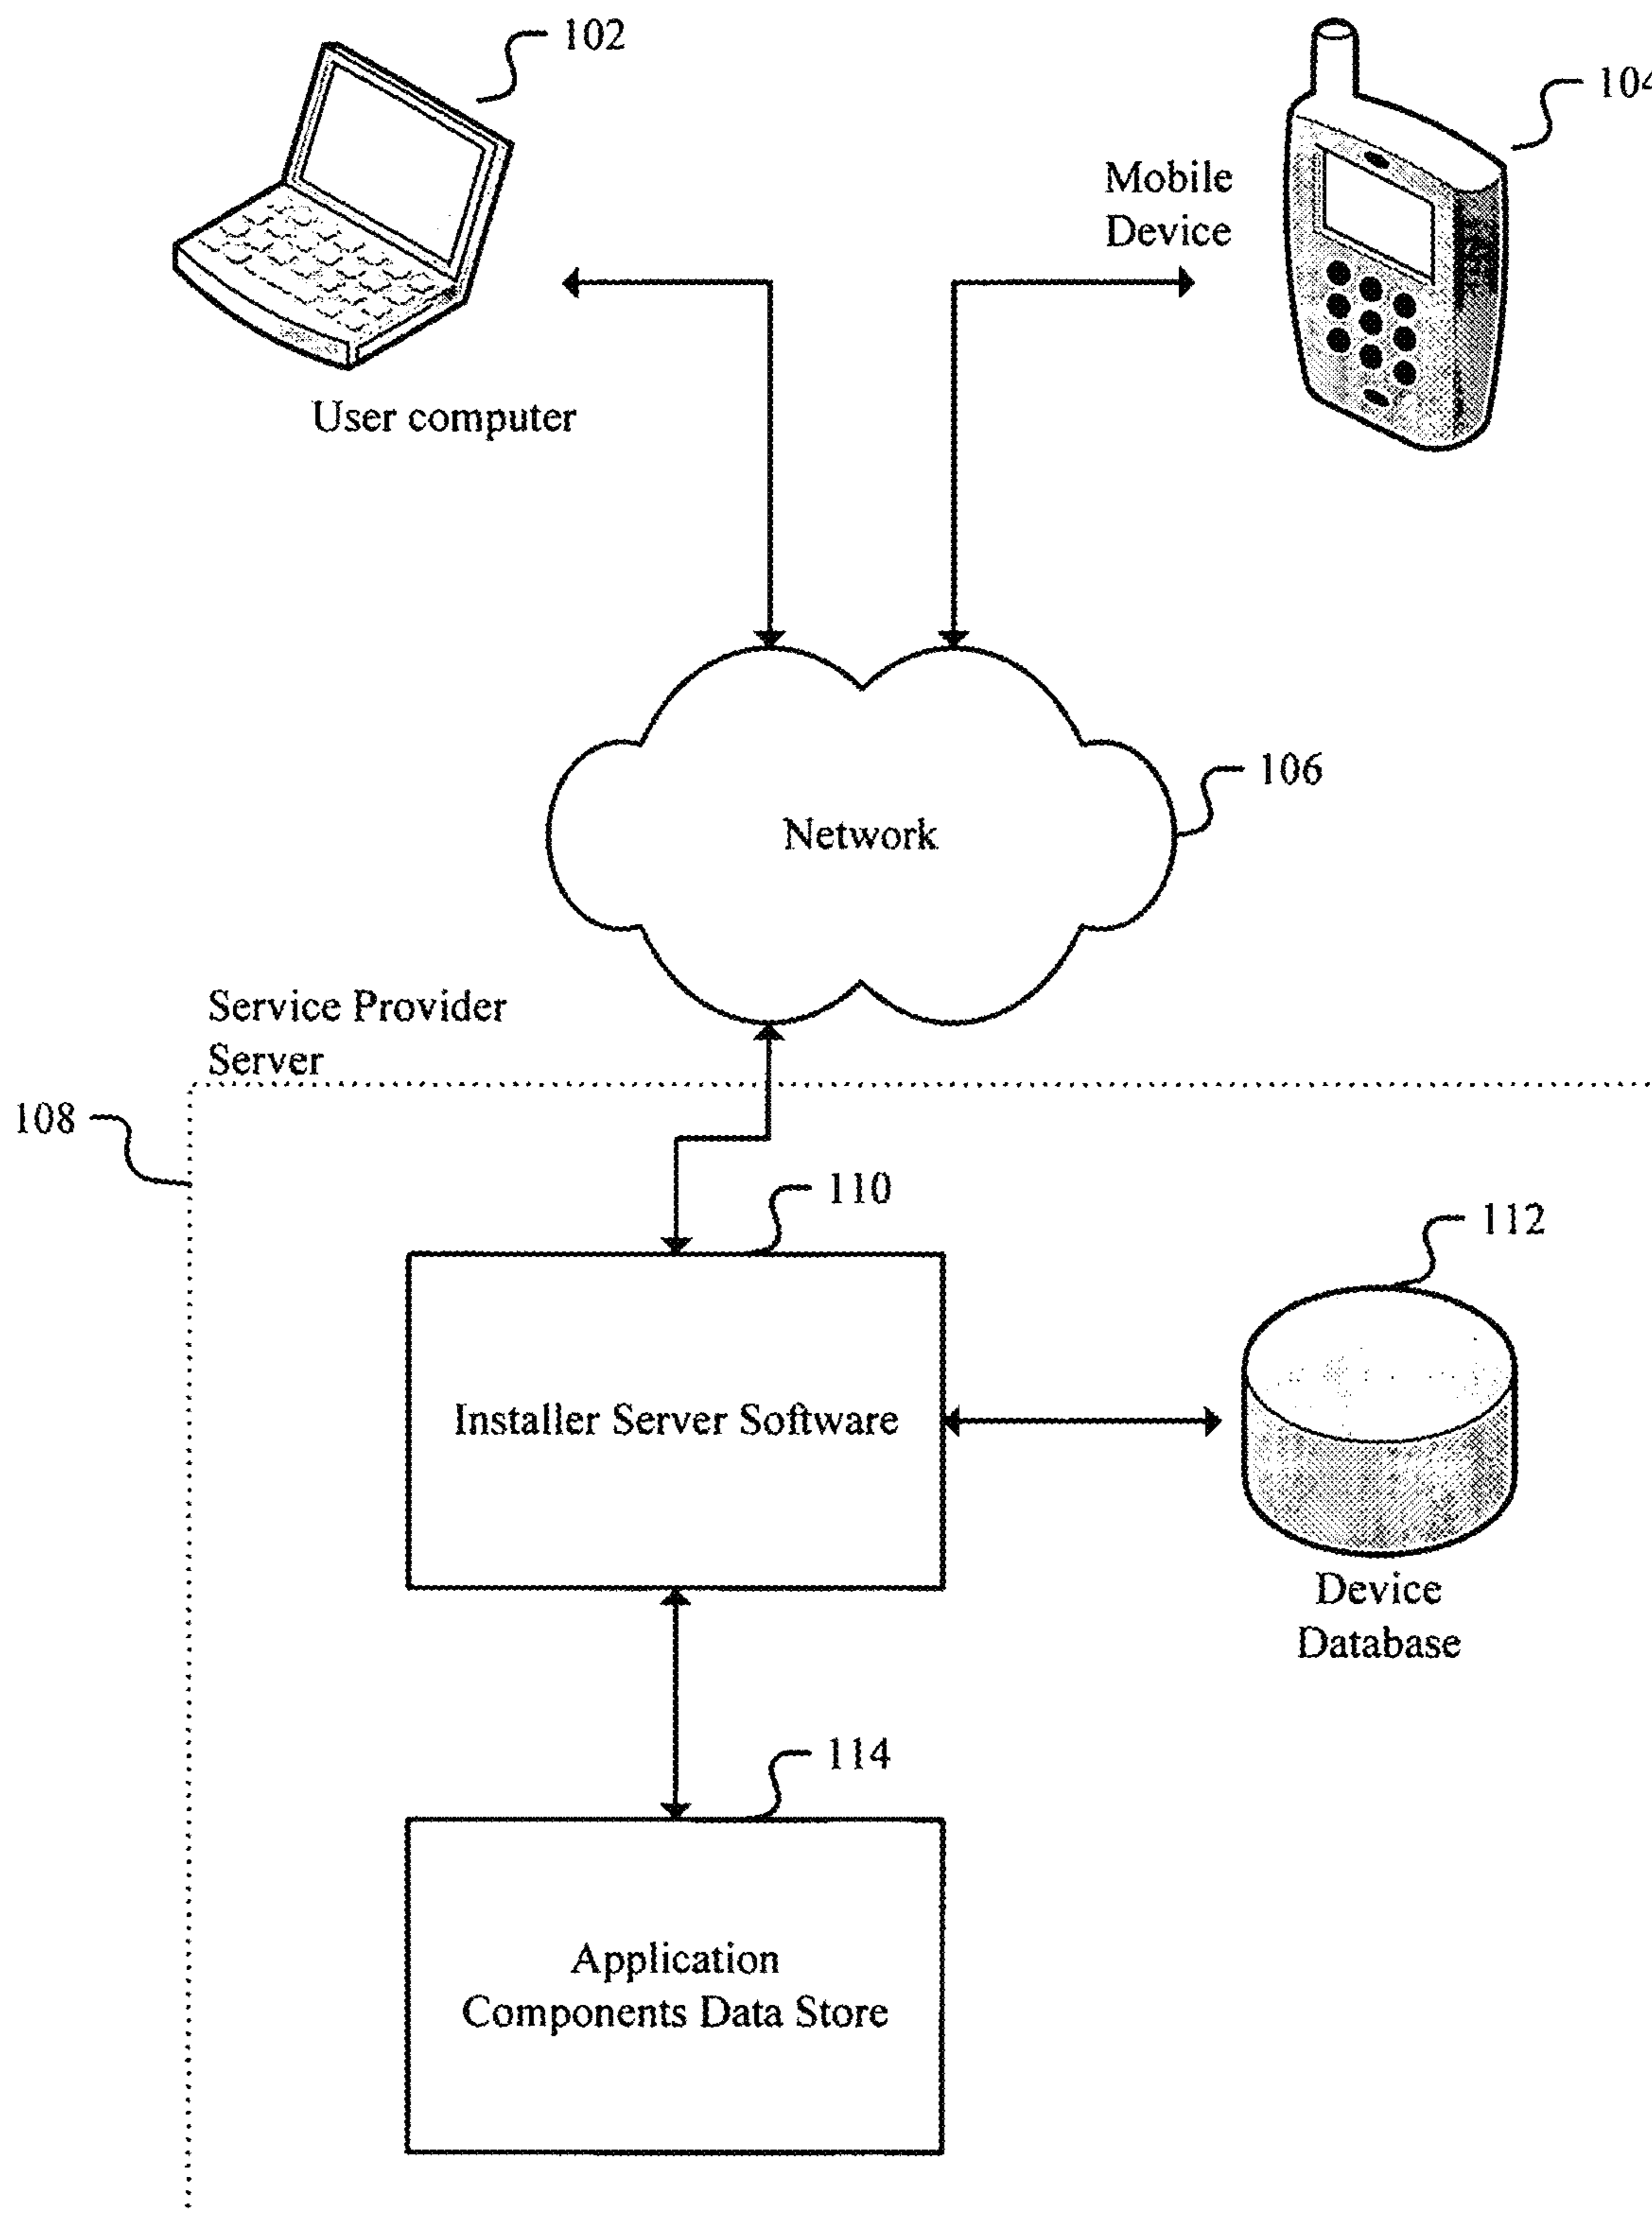 102
104
Mobile
Device
User computer
106
Network
Service Provider
Server
108
110
112
Installer Server Software
Device
Database
114
Application
Components Data Store